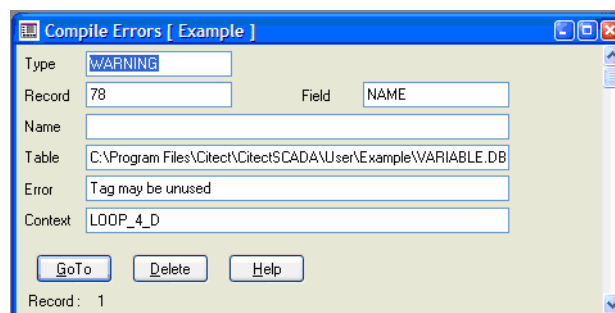 Compile Errors [ Example ]
Type WARNING
Record 78 Field NAME
Name
Table C:\Program Files\Citect\CitectSCADA\User\Example\VARIABLE.DB
Error Tag may be unused
Context LOOP_4_D
GoTo Delete Help
Record : 1